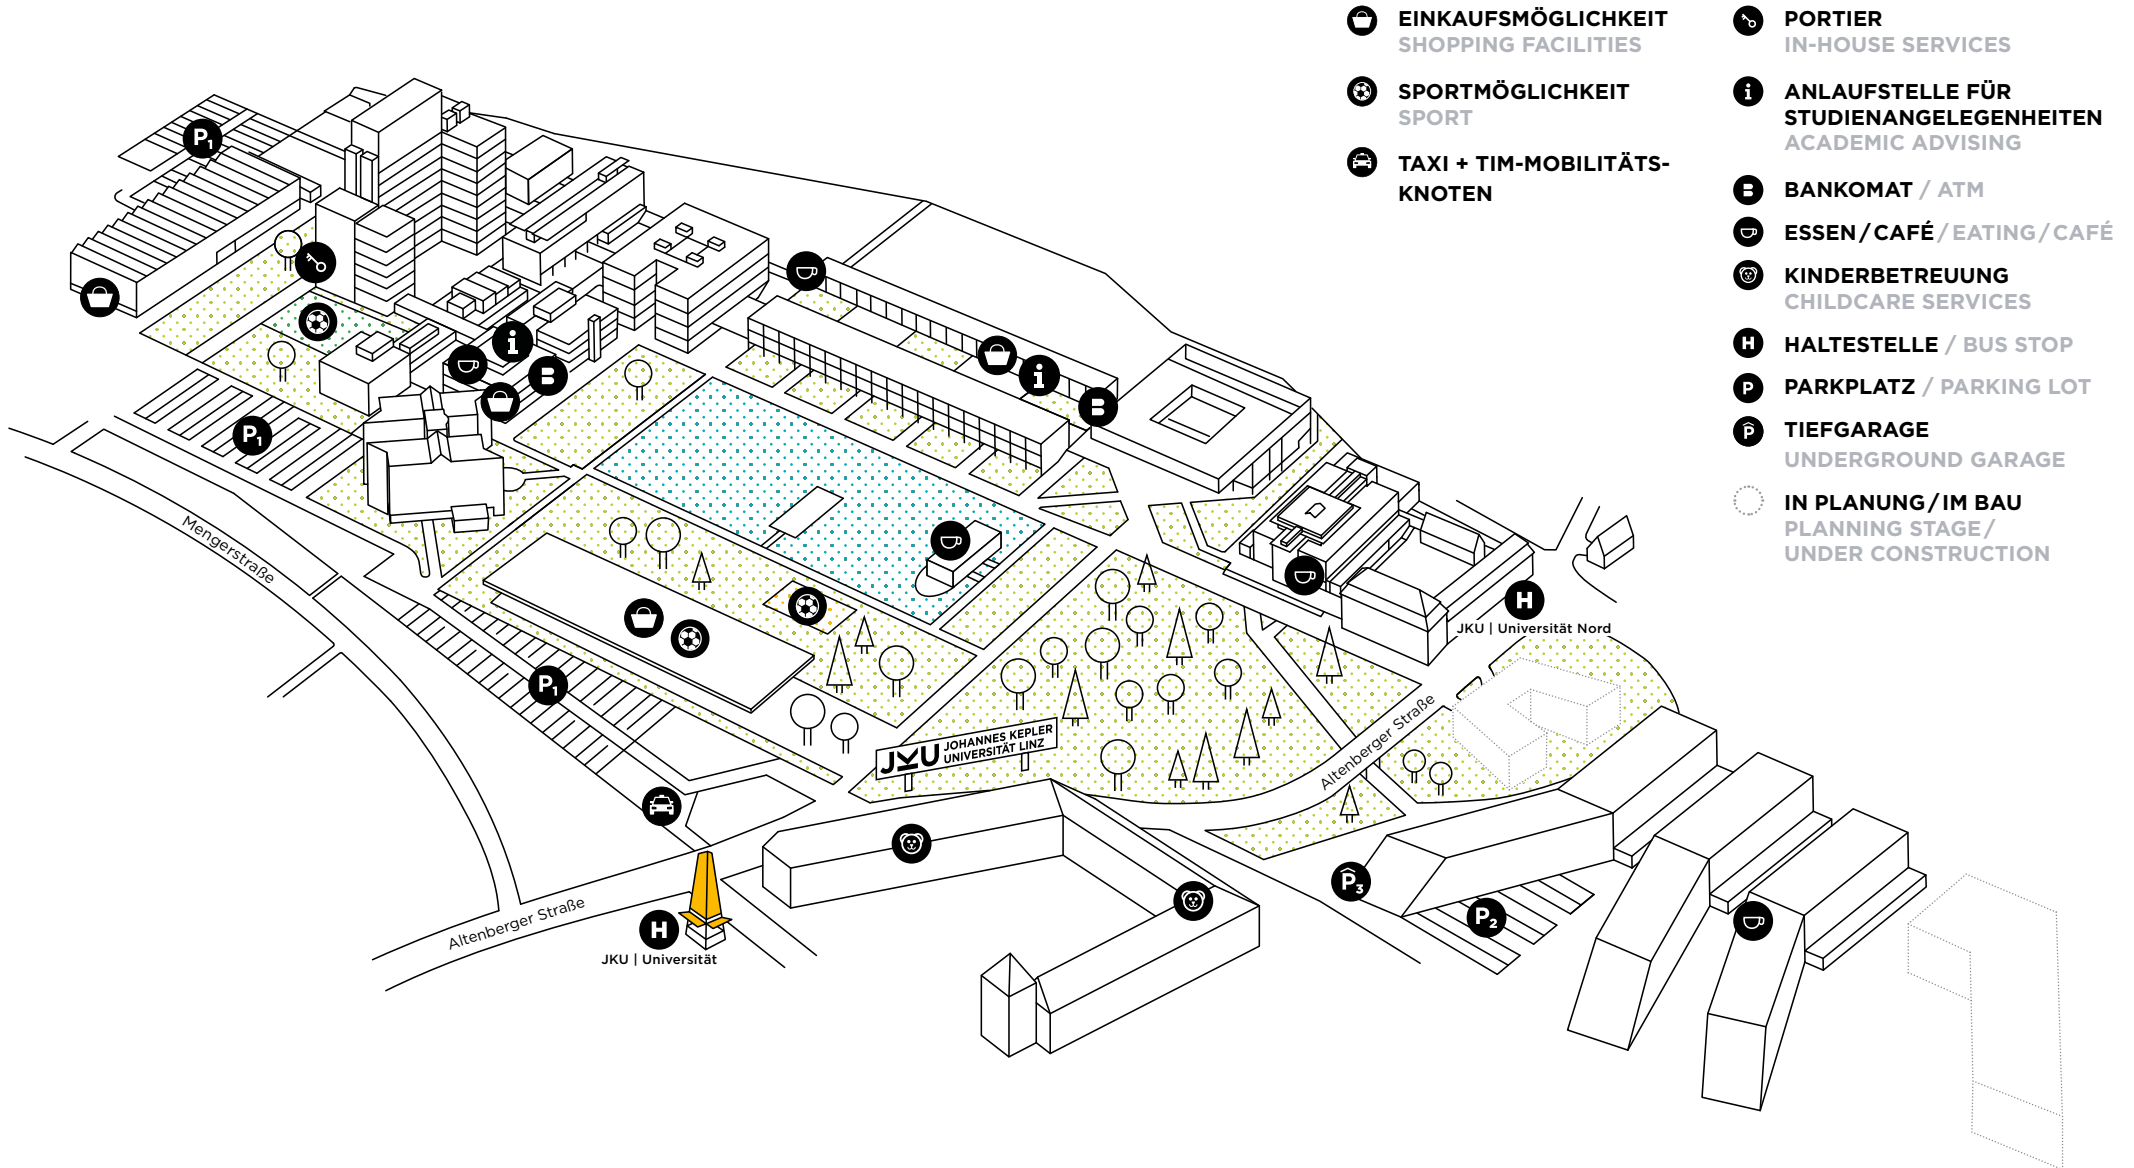 EINKAUFSMÖGLICHKEIT
SHOPPING FACILITIES
SPORTMÖGLICHKEIT
SPORT
TAXI + TIM-MOBILITÄTS-
KNOTEN
PORTIER
IN-HOUSE SERVICES
i
ANLAUFSTELLE FÜR
STUDIENANGELEGENHEITEN
ACADEMIC ADVISING
B
BANKOMAT / ATM
ESSEN/CAFÉ/EATING/CAFÉ
KINDERBETREUUNG
CHILDCARE SERVICES
H
HALTESTELLE / BUS STOP
P
PARKPLATZ / PARKING LOT
P
TIEFGARAGE
UNDERGROUND GARAGE
IN PLANUNG/IM BAU
PLANNING STAGE/
UNDER CONSTRUCTION
P1
i
B
i
B
P1
Mengerstraße
H
JKU | Universität Nord
P1
Altenberger Straße
JKU JOHANNES KEPLER
UNIVERSITÄT LINZ
P3
P2
Altenberger Straße
H
JKU | Universität